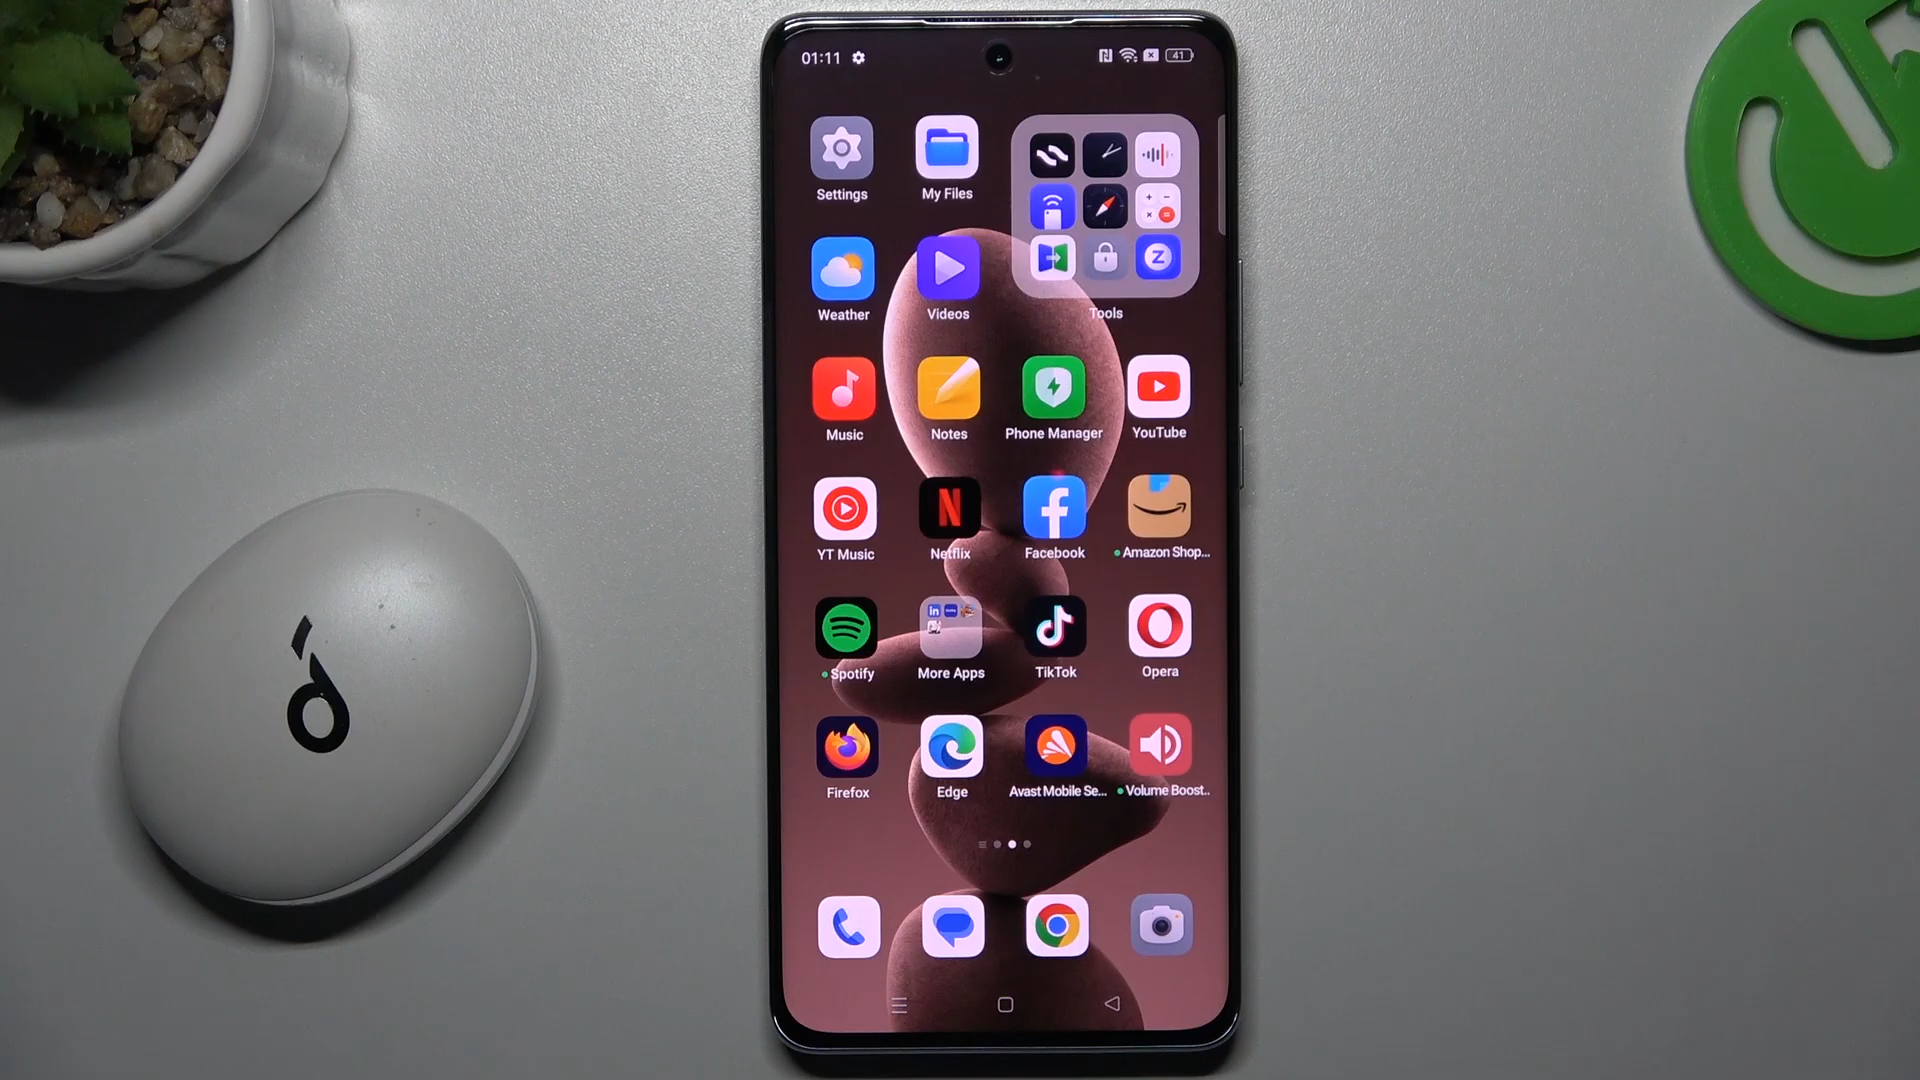 01:11
41
Settings
My Files
Weather
Videos
Tools
Music
Notes
Phone Manager
YouTube
YT Music
Netflix
Facebook
Amazon Shop...
Spotify
More Apps
TikTok
Opera
Firefox
Edge
Avast Mobile Se...
Volume Boost..